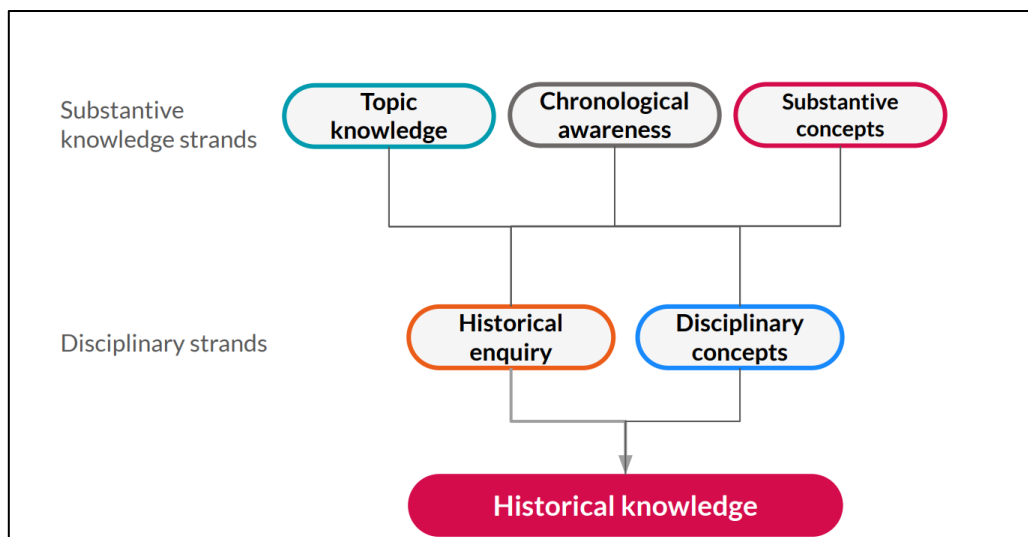 Substantive
knowledge strands
Topic
knowledge
Chronological
awareness
Substantive
concepts
Disciplinary strands
Historical
enquiry
Disciplinary
concepts
Historical knowledge